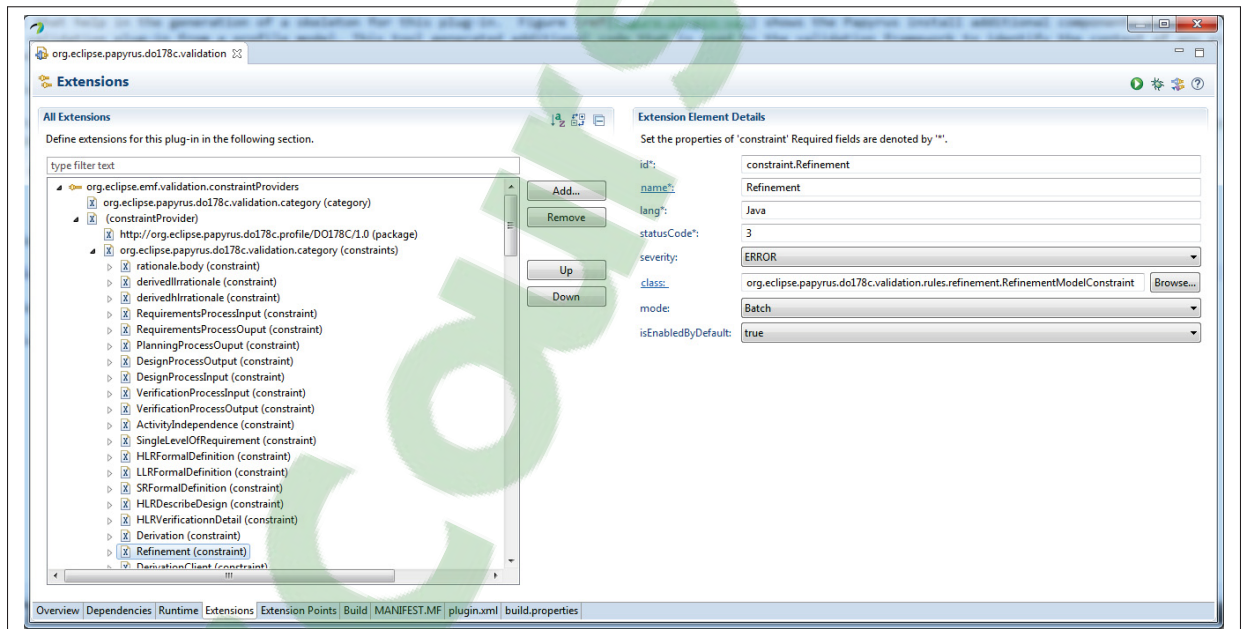 org.eclipse.papyrus.do178c.validation
Extensions
All Extensions
Define extensions for this plug-in in the following section.
type filter text
org.eclipse.emf.validation.constraintProviders
org.eclipse.papyrus.do178c.validation.category (category)
(constraintProvider)
http://org.eclipse.papyrus.do178c.profile/DO178C/1.0 (package)
org.eclipse.papyrus.do178c.validation.category (constraints)
rationale.body (constraint)
derivedllrrationale (constraint)
derivedhlrrationale (constraint)
RequirementsProcessInput (constraint)
RequirementsProcessOuput (constraint)
PlanningProcessOuput (constraint)
DesignProcessOutput (constraint)
DesignProcessInput (constraint)
VerificationProcessInput (constraint)
VerificationProcessOutput (constraint)
ActivityIndependence (constraint)
SingleLevelOfRequirement (constraint)
HLRFormalDefinition (constraint)
LLRFormalDefinition (constraint)
SRFormalDefinition (constraint)
HLRDescribeDesign (constraint)
HLRVerificationnDetail (constraint)
Derivation (constraint)
Refinement (constraint)
DerivationClient (constraint)
Add...
Remove
Up
Down
Extension Element Details
Set the properties of 'constraint' Required fields are denoted by '*'.
id*: constraint.Refinement
name*: Refinement
lang*: Java
statusCode*: 3
severity: ERROR
class: org.eclipse.papyrus.do178c.validation.rules.refinement.RefinementModelConstraint Browse...
mode: Batch
isEnabledByDefault: true
Overview Dependencies Runtime Extensions Extension Points Build MANIFEST.MF plugin.xml build.properties